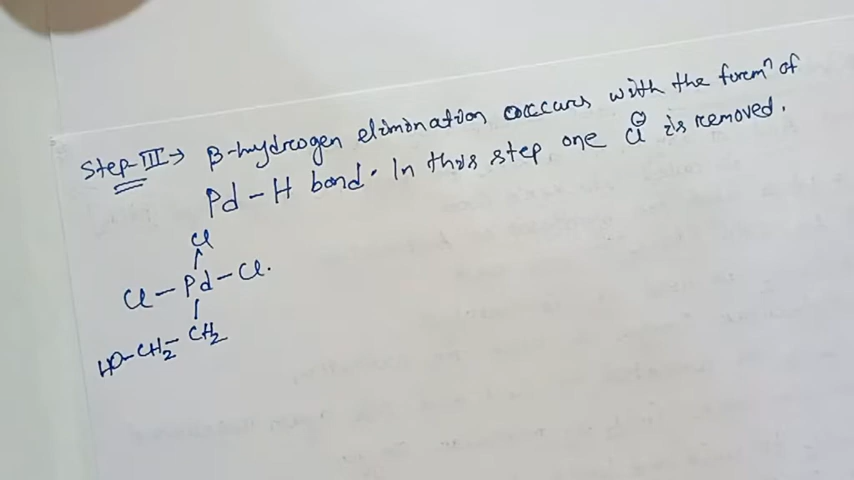 Step-III→ β-hydrogen elimination occurs with the formⁿ of
Pd-H bond. In this step one Cl⊖ is removed.
Cl
Cl-Pd-Cl.
HO-CH₂-CH₂